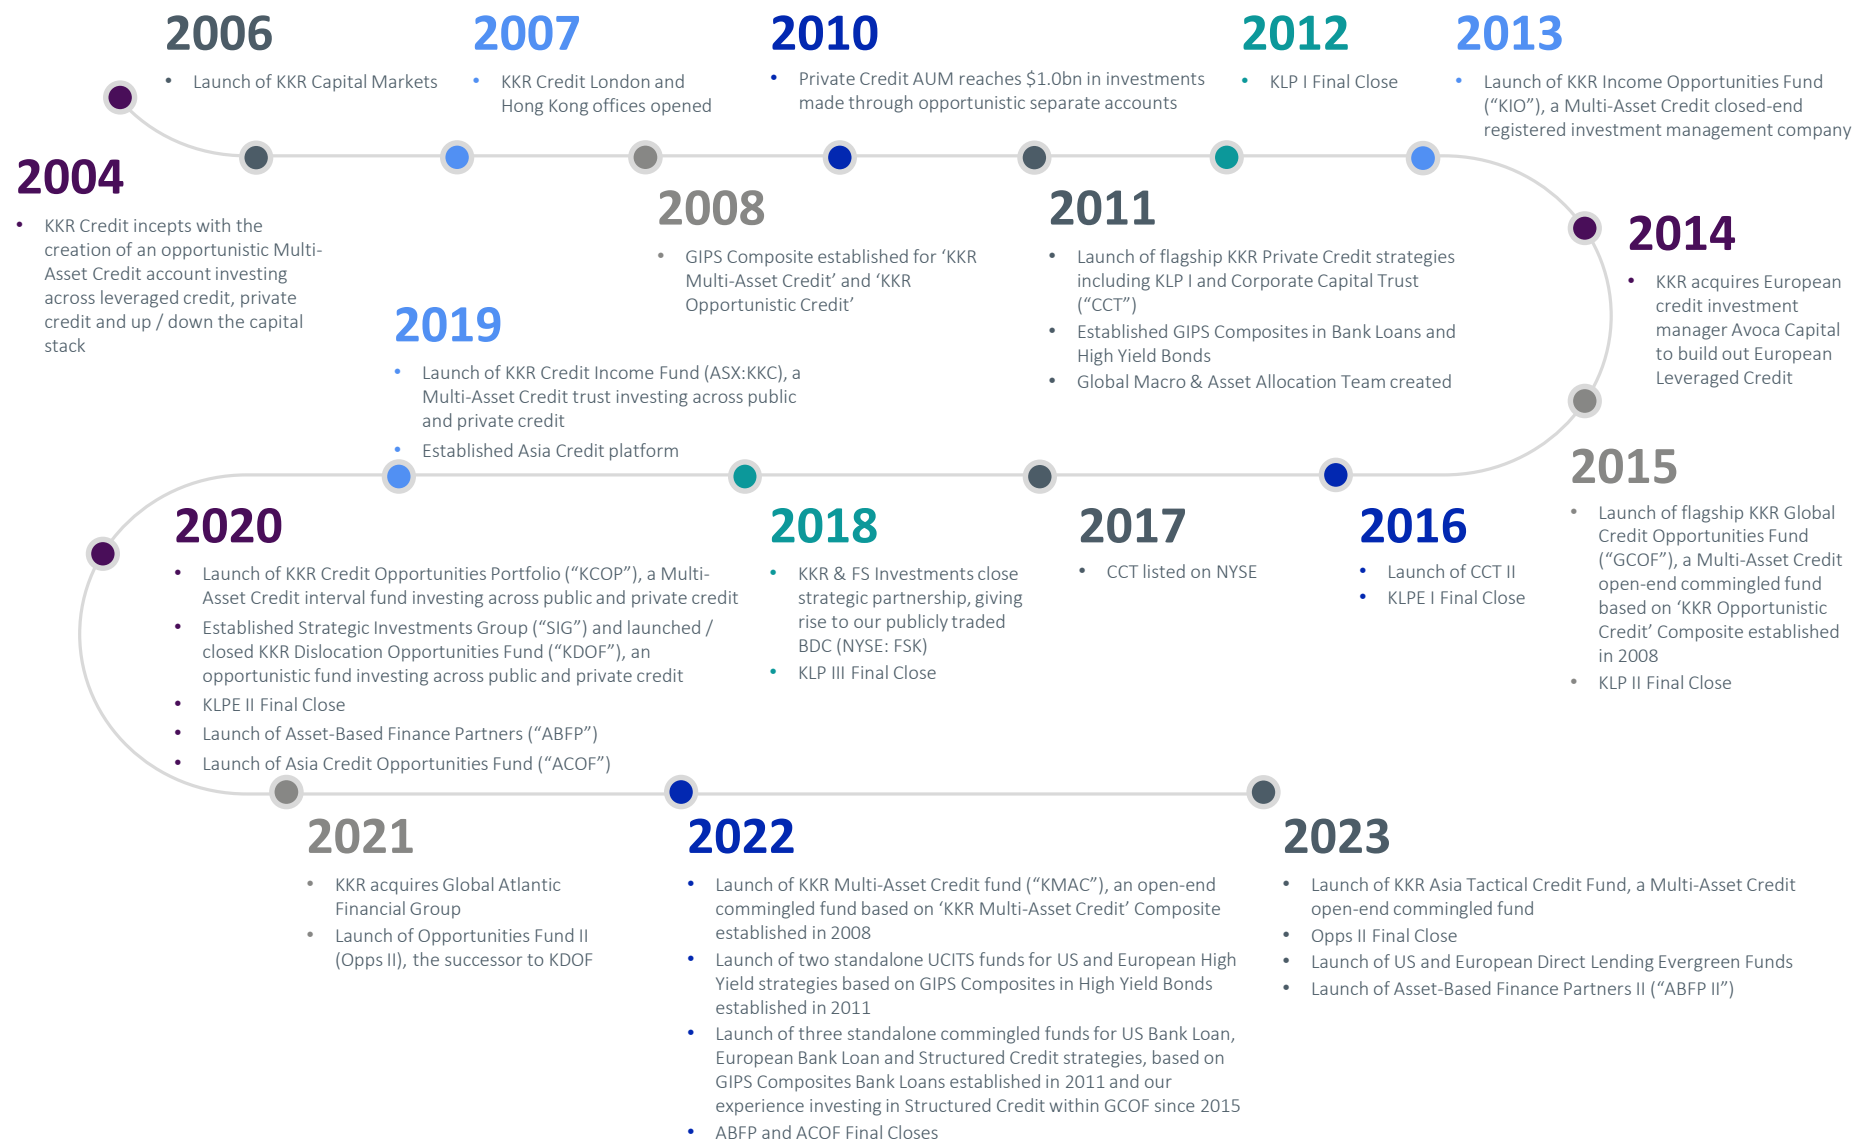 2004
• KKR Credit incepts with the
creation of an opportunistic Multi-
Asset Credit account investing
across leveraged credit, private
credit and up / down the capital
stack
2006
• Launch of KKR Capital Markets
2007
• KKR Credit London and
Hong Kong offices opened
2008
• GIPS Composite established for ‘KKR
Multi-Asset Credit’ and ‘KKR
Opportunistic Credit’
2010
• Private Credit AUM reaches $1.0bn in investments
made through opportunistic separate accounts
2011
• Launch of flagship KKR Private Credit strategies
including KLP I and Corporate Capital Trust
(“CCT”)
• Established GIPS Composites in Bank Loans and
High Yield Bonds
• Global Macro & Asset Allocation Team created
2012
• KLP I Final Close
2013
• Launch of KKR Income Opportunities Fund
(“KIO”), a Multi-Asset Credit closed-end
registered investment management company
2014
• KKR acquires European
credit investment
manager Avoca Capital
to build out European
Leveraged Credit
2015
• Launch of flagship KKR Global
Credit Opportunities Fund
(“GCOF”), a Multi-Asset Credit
open-end commingled fund
based on ‘KKR Opportunistic
Credit’ Composite established
in 2008
• KLP II Final Close
2016
• Launch of CCT II
• KLPE I Final Close
2017
• CCT listed on NYSE
2018
• KKR & FS Investments close
strategic partnership, giving
rise to our publicly traded
BDC (NYSE: FSK)
• KLP III Final Close
2019
• Launch of KKR Credit Income Fund (ASX:KKC), a
Multi-Asset Credit trust investing across public
and private credit
• Established Asia Credit platform
2020
• Launch of KKR Credit Opportunities Portfolio (“KCOP”), a Multi-
Asset Credit interval fund investing across public and private credit
• Established Strategic Investments Group (“SIG”) and launched /
closed KKR Dislocation Opportunities Fund (“KDOF”), an
opportunistic fund investing across public and private credit
• KLPE II Final Close
• Launch of Asset-Based Finance Partners (“ABFP”)
• Launch of Asia Credit Opportunities Fund (“ACOF”)
2021
• KKR acquires Global Atlantic
Financial Group
• Launch of Opportunities Fund II
(Opps II), the successor to KDOF
2022
• Launch of KKR Multi-Asset Credit fund (“KMAC”), an open-end
commingled fund based on ‘KKR Multi-Asset Credit’ Composite
established in 2008
• Launch of two standalone UCITS funds for US and European High
Yield strategies based on GIPS Composites in High Yield Bonds
established in 2011
• Launch of three standalone commingled funds for US Bank Loan,
European Bank Loan and Structured Credit strategies, based on
GIPS Composites Bank Loans established in 2011 and our
experience investing in Structured Credit within GCOF since 2015
• ABFP and ACOF Final Closes
2023
• Launch of KKR Asia Tactical Credit Fund, a Multi-Asset Credit
open-end commingled fund
• Opps II Final Close
• Launch of US and European Direct Lending Evergreen Funds
• Launch of Asset-Based Finance Partners II (“ABFP II”)